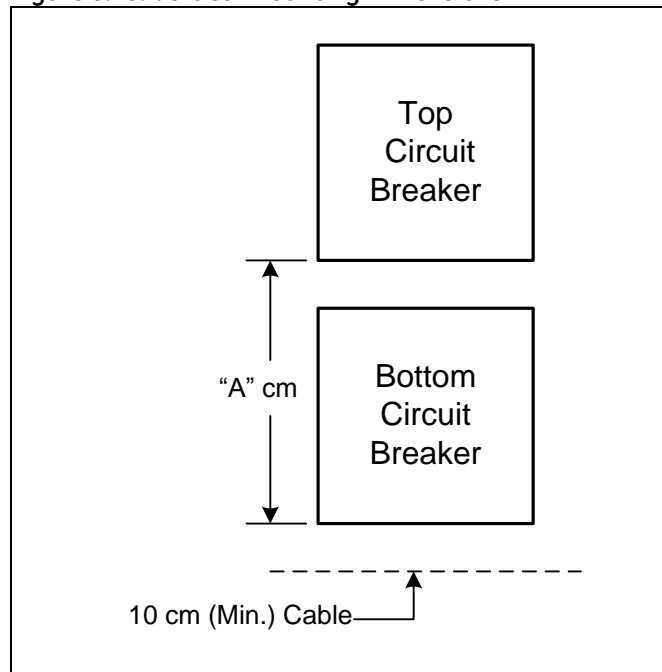 Top
Circuit
Breaker
"A" cm
Bottom
Circuit
Breaker
10 cm (Min.) Cable